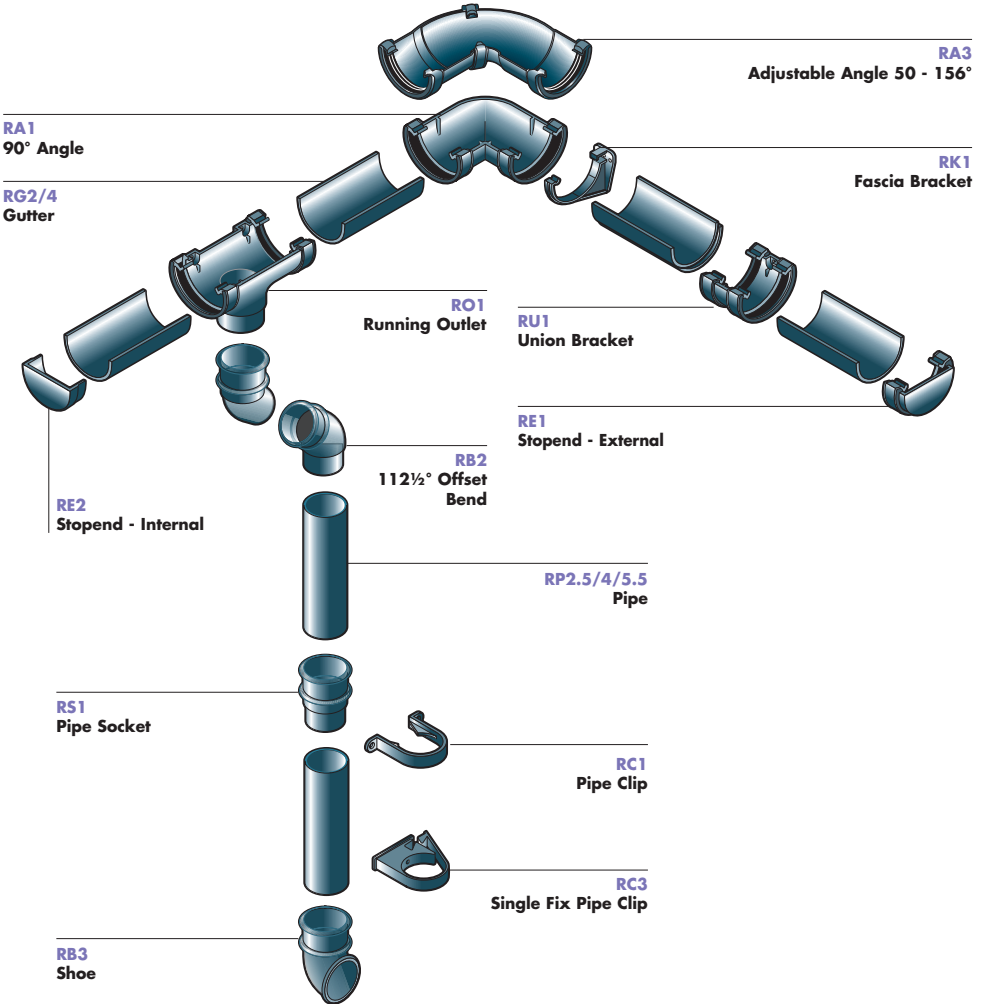 RA3
Adjustable Angle 50 - 156°
RA1
90° Angle
RK1
Fascia Bracket
RG2/4
Gutter
RO1
Running Outlet
RU1
Union Bracket
RE1
Stopend - External
RB2
112½° Offset
Bend
RE2
Stopend - Internal
RP2.5/4/5.5
Pipe
RS1
Pipe Socket
RC1
Pipe Clip
RC3
Single Fix Pipe Clip
RB3
Shoe